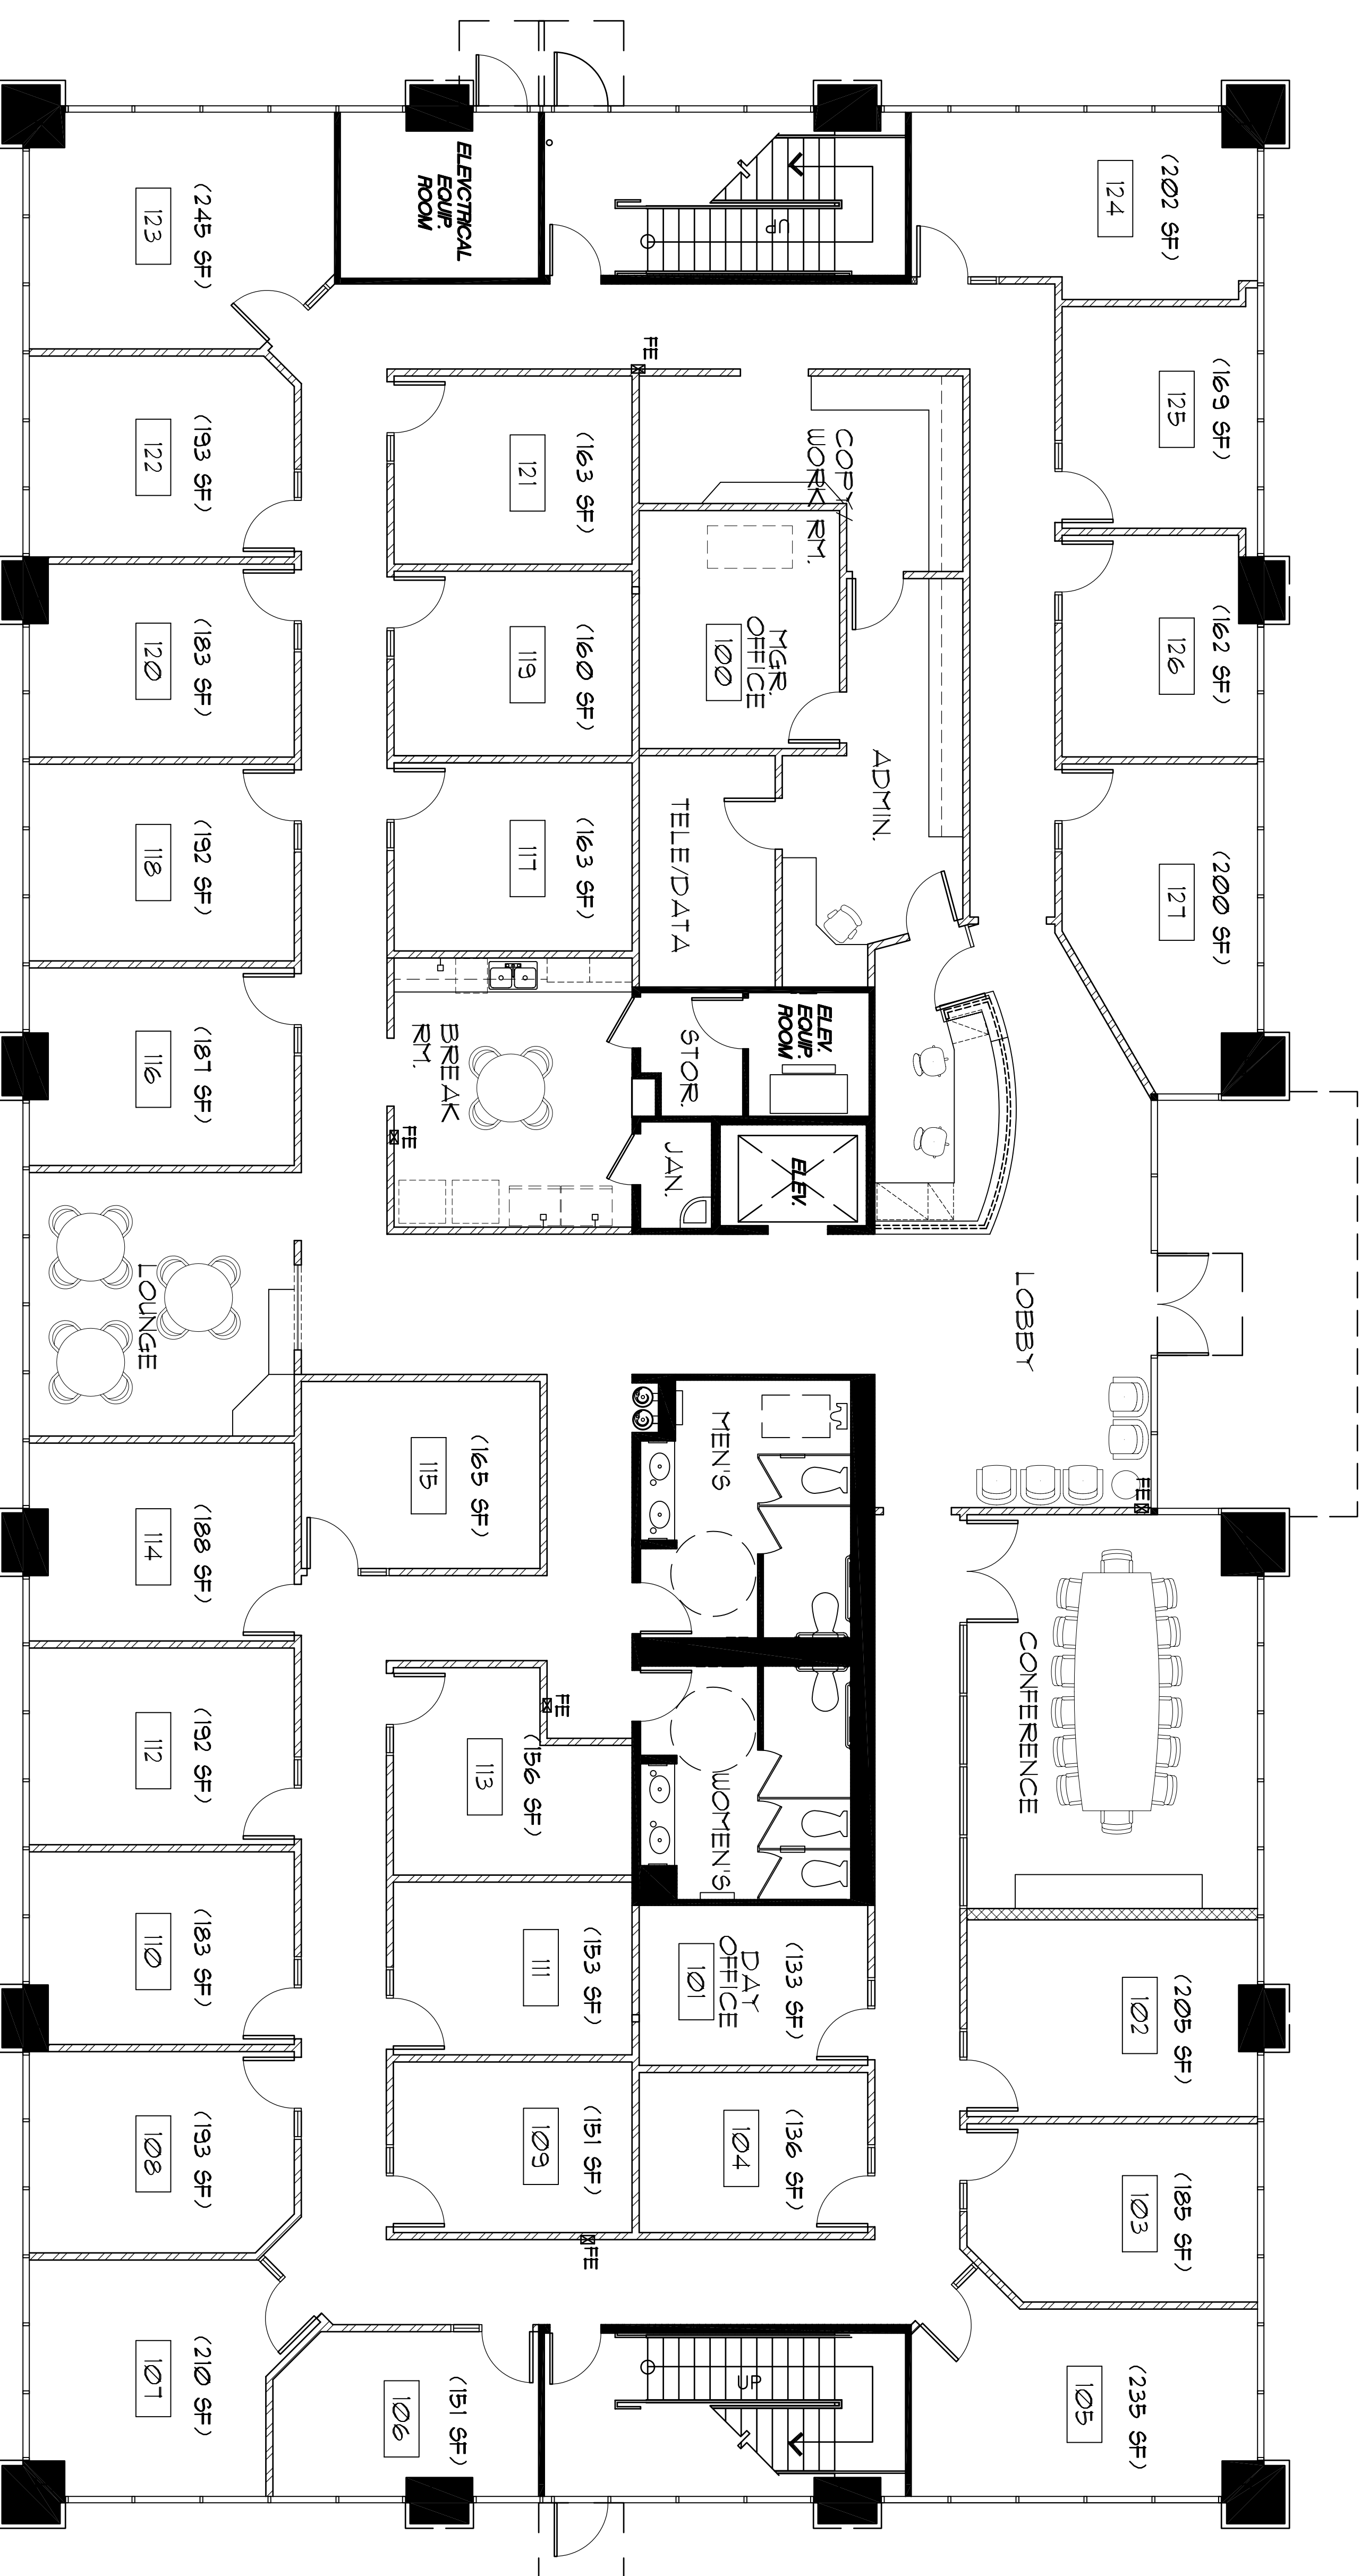 (202 SF)
124
(169 SF)
125
(162 SF)
126
(200 SF)
127
LOBBY
FE
CONFERENCE
(205 SF)
102
(185 SF)
103
(235 SF)
105
UP
COPY /
WORK RM.
ADMIN.
MGR.
OFFICE
100
TELE/DATA
ELEV.
EQUIP.
ROOM
STOR.
ELEV.
JAN.
MEN'S
WOMEN'S
(133 SF)
DAY
OFFICE
101
(136 SF)
104
UP
FE
ELEVCTRICAL
EQUIP.
ROOM
(163 SF)
121
(160 SF)
119
(163 SF)
117
BREAK
RM.
FE
(165 SF)
115
FE
(156 SF)
113
(153 SF)
111
(151 SF)
109
FE
(151 SF)
106
(245 SF)
123
(193 SF)
122
(183 SF)
120
(192 SF)
118
(187 SF)
116
LOUNGE
(188 SF)
114
(192 SF)
112
(183 SF)
110
(193 SF)
108
(210 SF)
107